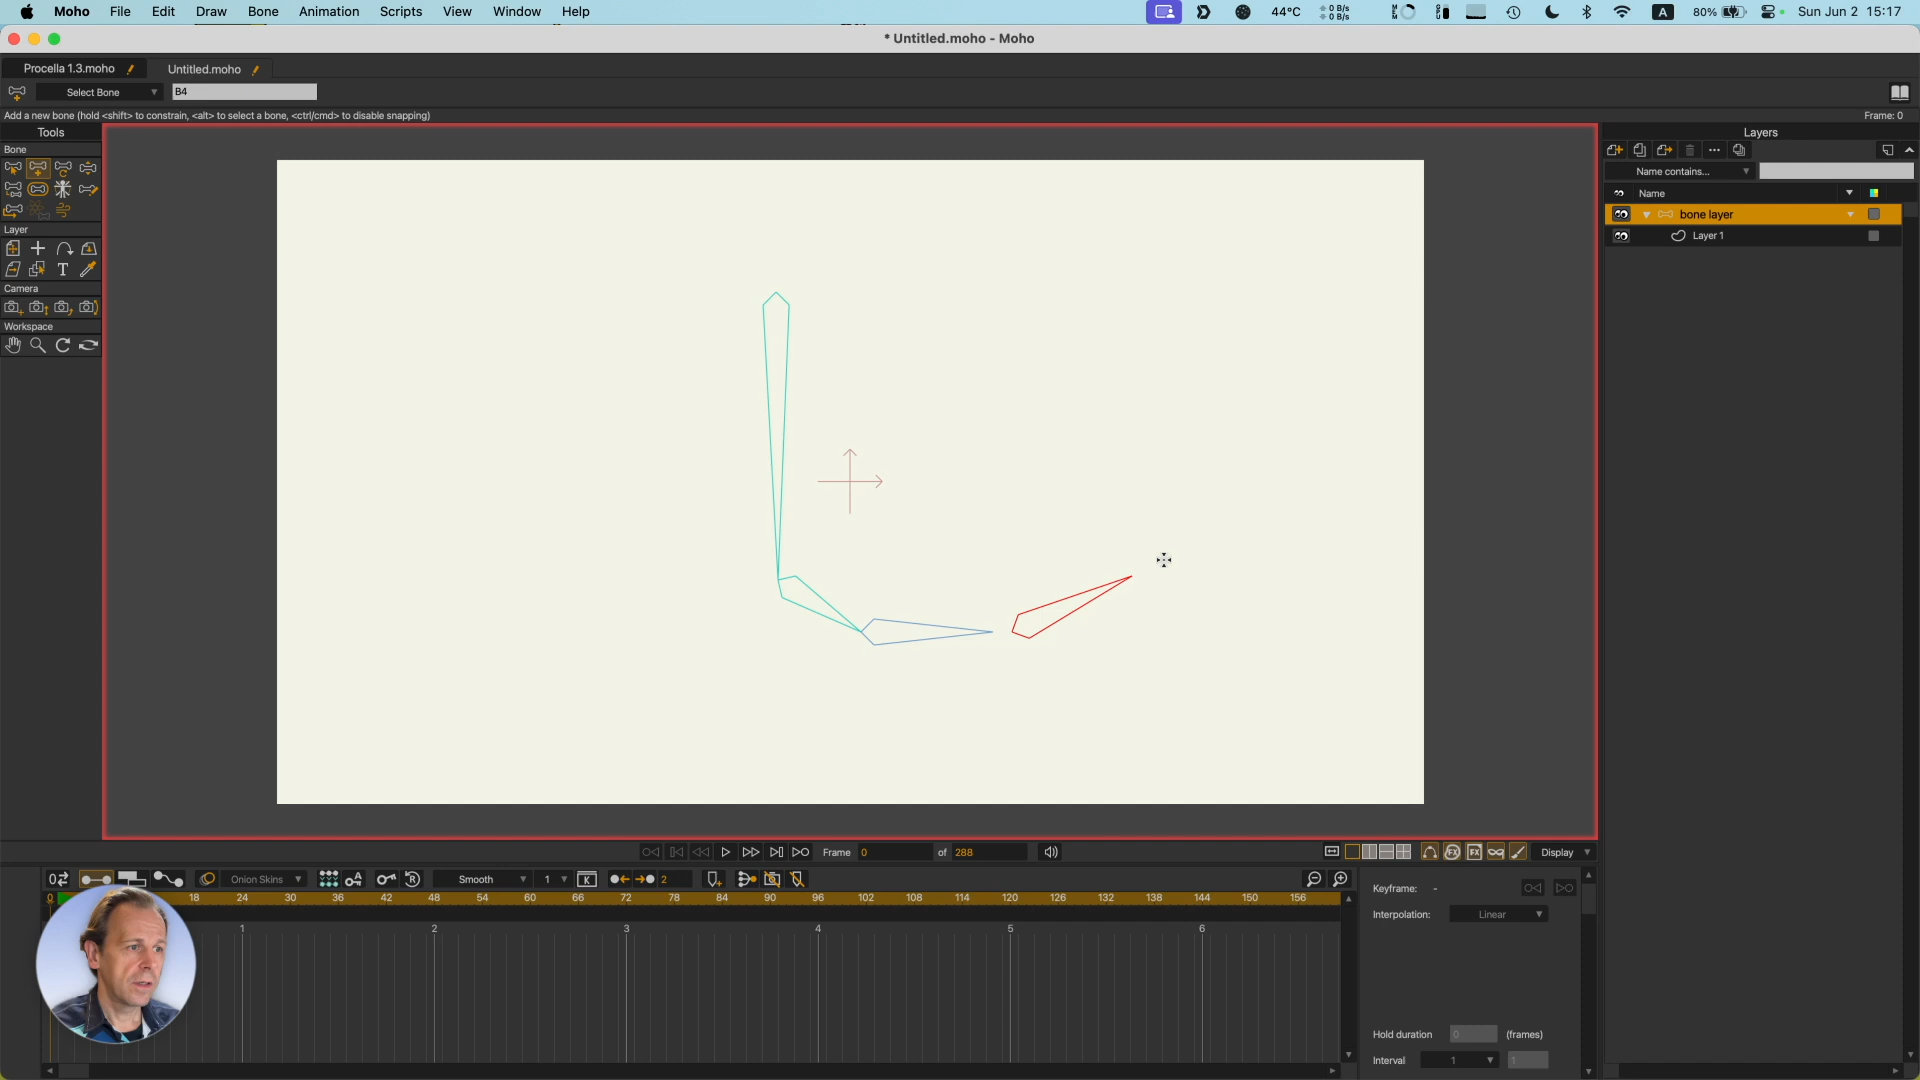 Moho File Edit Draw Bone Animation Scripts View Window Help
44°C 0 B/s 0 B/s A 80% Sun Jun 2 15:17
* Untitled.moho - Moho
Procella 1.3.moho Untitled.moho
Select Bone B4
Add a new bone (hold <shift> to constrain, <alt> to select a bone, <ctrl/cmd> to disable snapping) Frame: 0
Tools
Bone
Layer
Camera
Workspace
Layers
Name contains...
Name
bone layer
Layer 1
Frame 0 of 288 Display
Onion Skins Smooth 1 2
0 18 24 30 36 42 48 54 60 66 72 78 84 90 96 102 108 114 120 126 132 138 144 150 156
1 2 3 4 5 6
Keyframe: -
Interpolation: Linear
Hold duration 0 (frames)
Interval 1 1